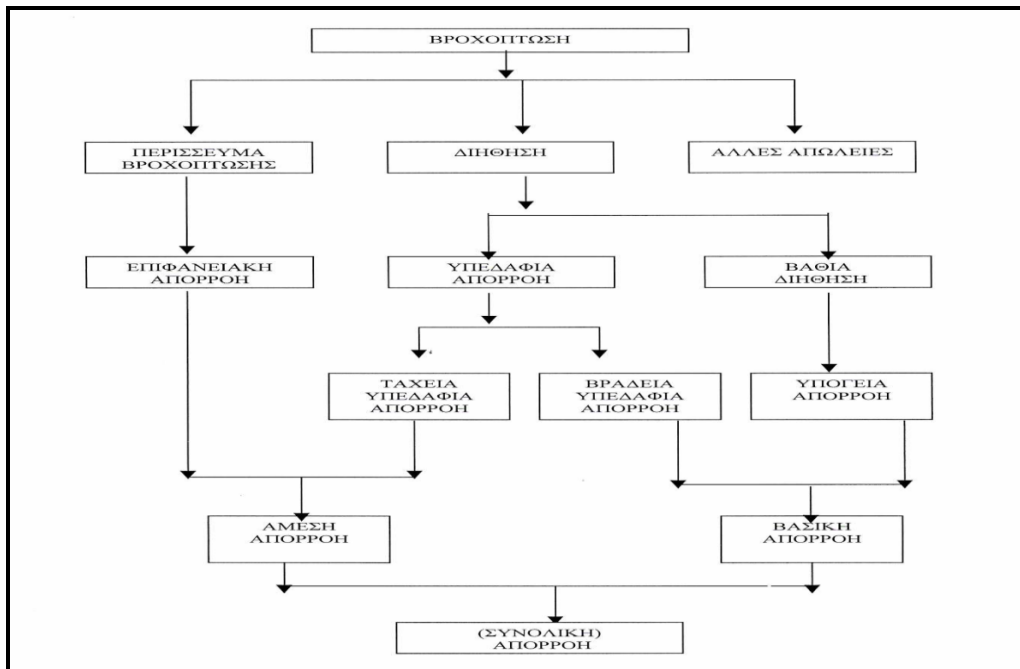 ΒΡΟΧΟΠΤΩΣΗ
ΠΕΡΙΣΣΕΥΜΑ
ΒΡΟΧΟΠΤΩΣΗΣ
ΔΙΗΘΗΣΗ
ΑΛΛΕΣ ΑΠΩΛΕΙΕΣ
ΕΠΙΦΑΝΕΙΑΚΗ
ΑΠΟΡΡΟΗ
ΥΠΕΔΑΦΙΑ
ΑΠΟΡΡΟΗ
ΒΑΘΙΑ
ΔΙΗΘΗΣΗ
ΤΑΧΕΙΑ
ΥΠΕΔΑΦΙΑ
ΑΠΟΡΡΟΗ
ΒΡΑΔΕΙΑ
ΥΠΕΔΑΦΙΑ
ΑΠΟΡΡΟΗ
ΥΠΟΓΕΙΑ
ΑΠΟΡΡΟΗ
ΑΜΕΣΗ
ΑΠΟΡΡΟΗ
ΒΑΣΙΚΗ
ΑΠΟΡΡΟΗ
(ΣΥΝΟΛΙΚΗ)
ΑΠΟΡΡΟΗ